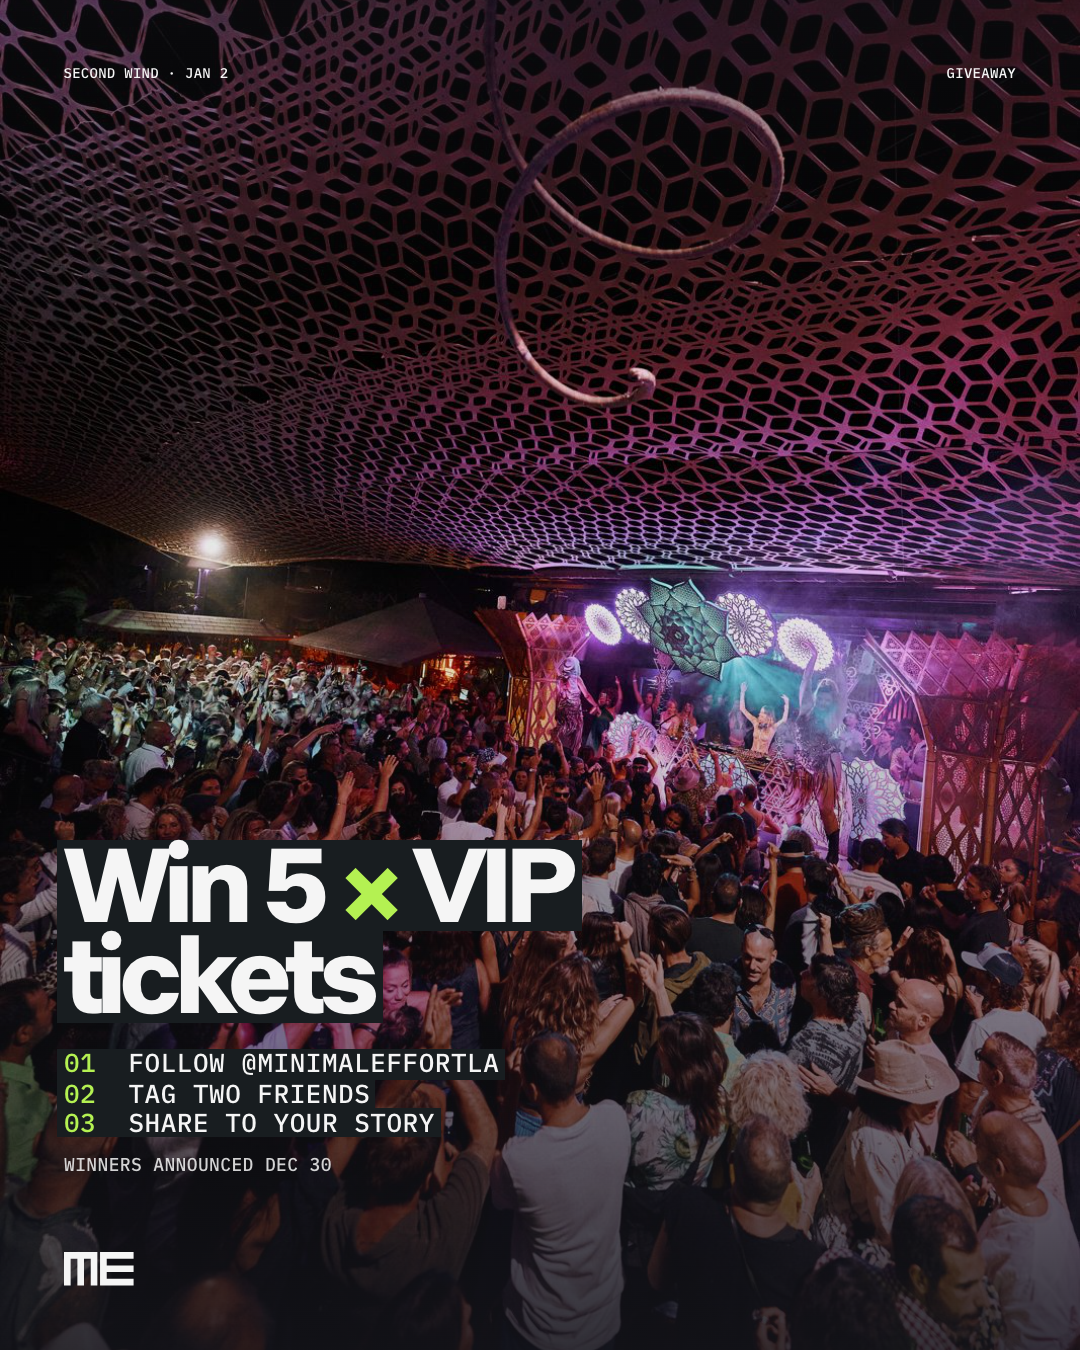 SECOND WIND · JAN 2
GIVEAWAY
Win 5 × VIP
tickets
01 FOLLOW @MINIMALEFFORTLA
02 TAG TWO FRIENDS
03 SHARE TO YOUR STORY
WINNERS ANNOUNCED DEC 30
ME